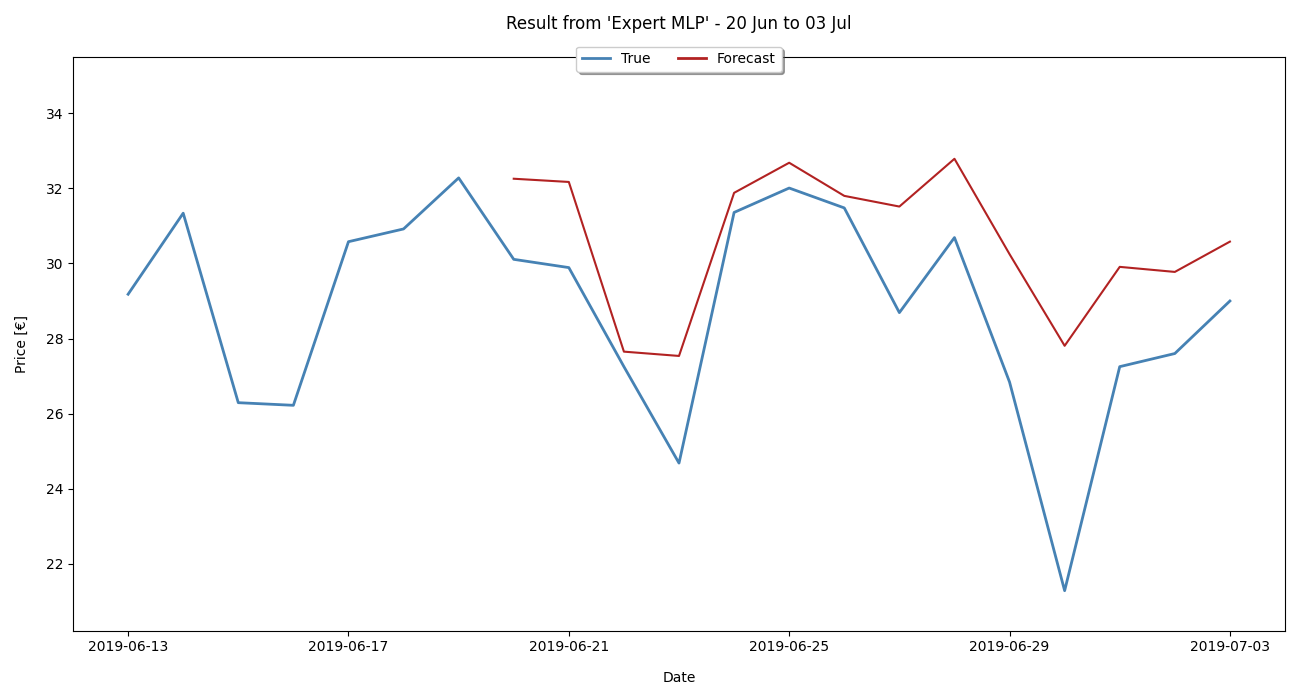 Result from 'Expert MLP' - 20 Jun to 03 Jul
True Forecast
34
32
30
28
26
24
22
Price [€]
2019-06-13 2019-06-17 2019-06-21 2019-06-25 2019-06-29 2019-07-03
Date